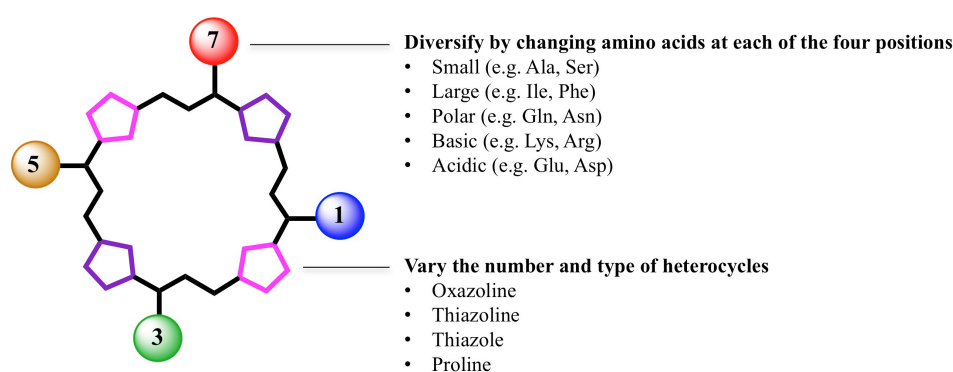 7
Diversify by changing amino acids at each of the four positions
• Small (e.g. Ala, Ser)
• Large (e.g. Ile, Phe)
• Polar (e.g. Gln, Asn)
• Basic (e.g. Lys, Arg)
• Acidic (e.g. Glu, Asp)
5
1
Vary the number and type of heterocycles
• Oxazoline
• Thiazoline
• Thiazole
• Proline
3